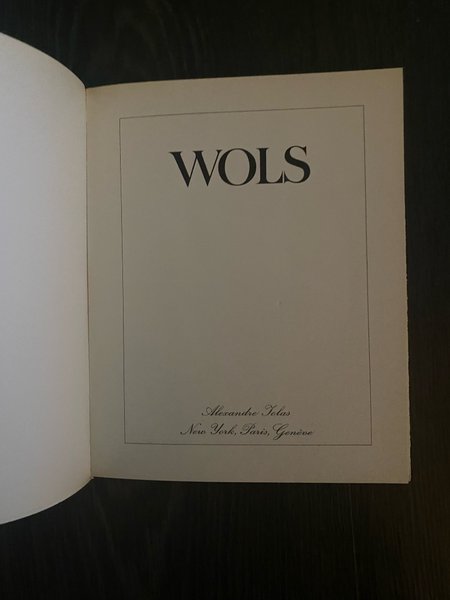 WOLS
Alexandre Iolas
New York, Paris, Genève